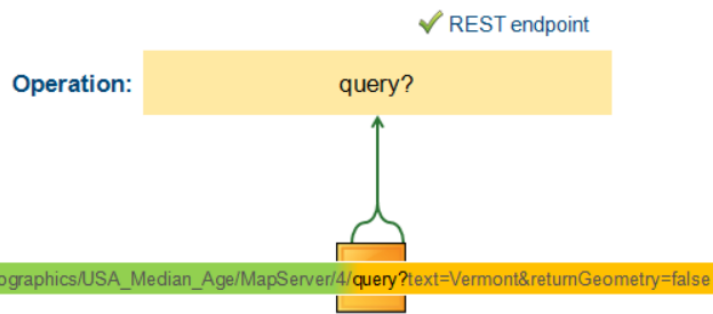 REST endpoint
Operation: query?
ographics/USA_Median_Age/MapServer/4/query?text=Vermont&returnGeometry=false